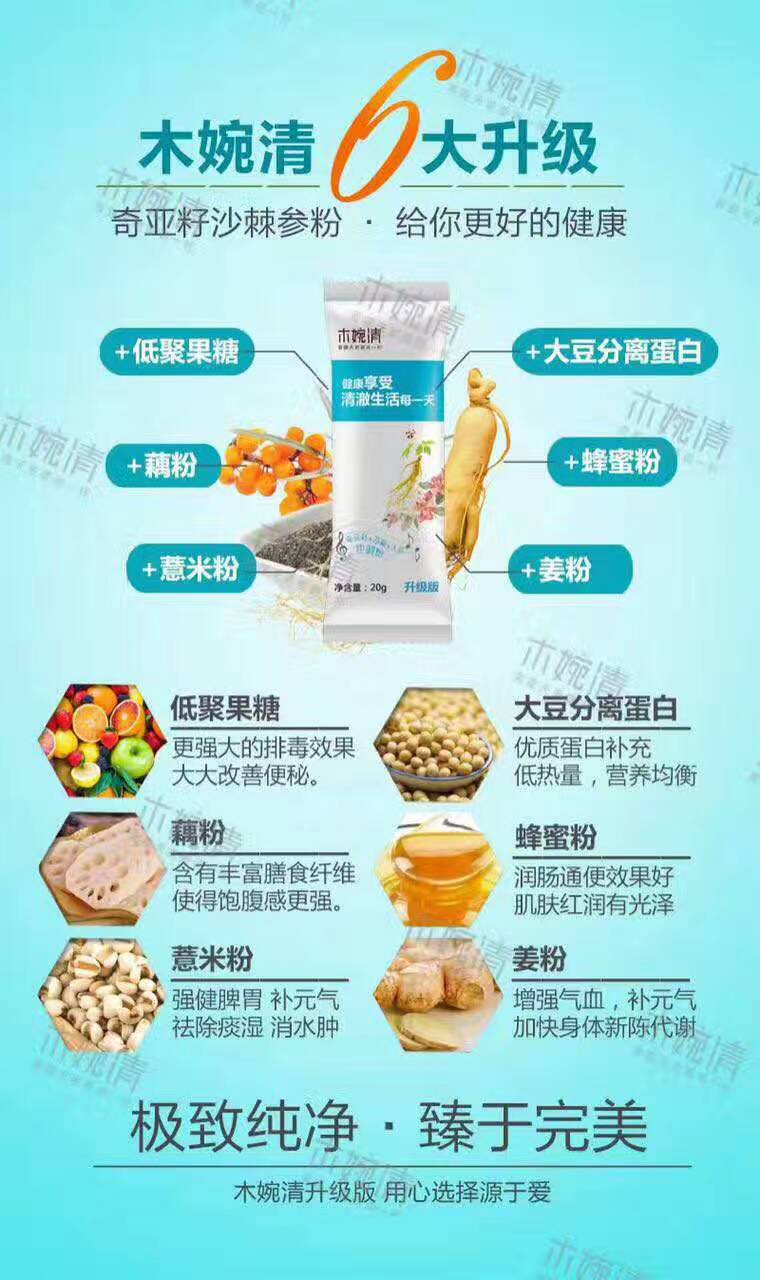 木婉清6大升级
奇亚籽沙棘参粉 · 给你更好的健康
木婉清
健康享受
清澈生活每一天
+低聚果糖
+大豆分离蛋白
+藕粉
+蜂蜜粉
+薏米粉
+姜粉
净含量：20g 升级版
低聚果糖
更强大的排毒效果
大大改善便秘。
大豆分离蛋白
优质蛋白补充
低热量，营养均衡
藕粉
含有丰富膳食纤维
使得饱腹感更强。
蜂蜜粉
润肠通便效果好
肌肤红润有光泽
薏米粉
强健脾胃 补元气
祛除痰湿 消水肿
姜粉
增强气血，补元气
加快身体新陈代谢
极致纯净 · 臻于完美
木婉清升级版 用心选择源于爱
木婉清